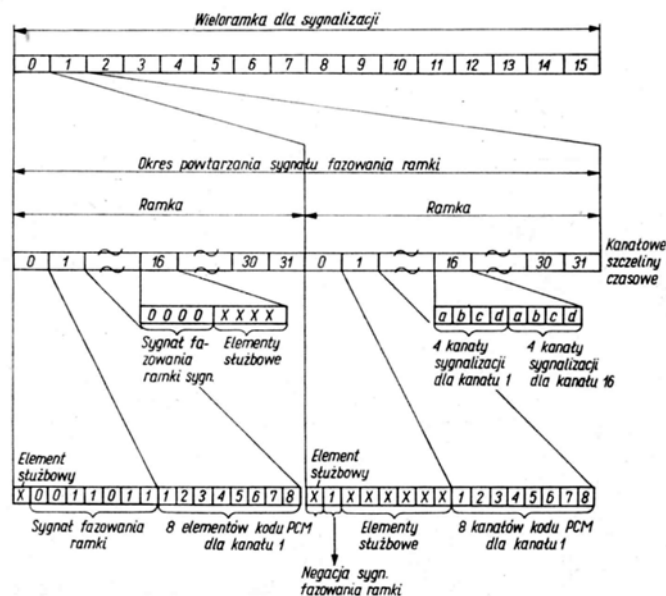 Wieloramka dla sygnalizacji
0 1 2 3 4 5 6 7 8 9 10 11 12 13 14 15
Okres powtarzania sygnału fazowania ramki
Ramka Ramka
0 1 16 30 31 0 1 16 30 31
Kanałowe
szczeliny
czasowe
0 0 0 0 X X X X
Sygnał fa-
zowania
ramki sygn.
Elementy
służbowe
a b c d a b c d
4 kanały
sygnalizacji
dla kanału 1
4 kanały
sygnalizacji
dla kanału 16
Element
służbowy
X 0 0 1 1 0 1 1 1 2 3 4 5 6 7 8
Sygnał fazowania
ramki
8 elementów kodu PCM
dla kanału 1
Element
służbowy
X 1 X X X X X X 1 2 3 4 5 6 7 8
Elementy
służbowe
8 kanałów kodu PCM
dla kanału 1
Negacja sygn.
fazowania ramki